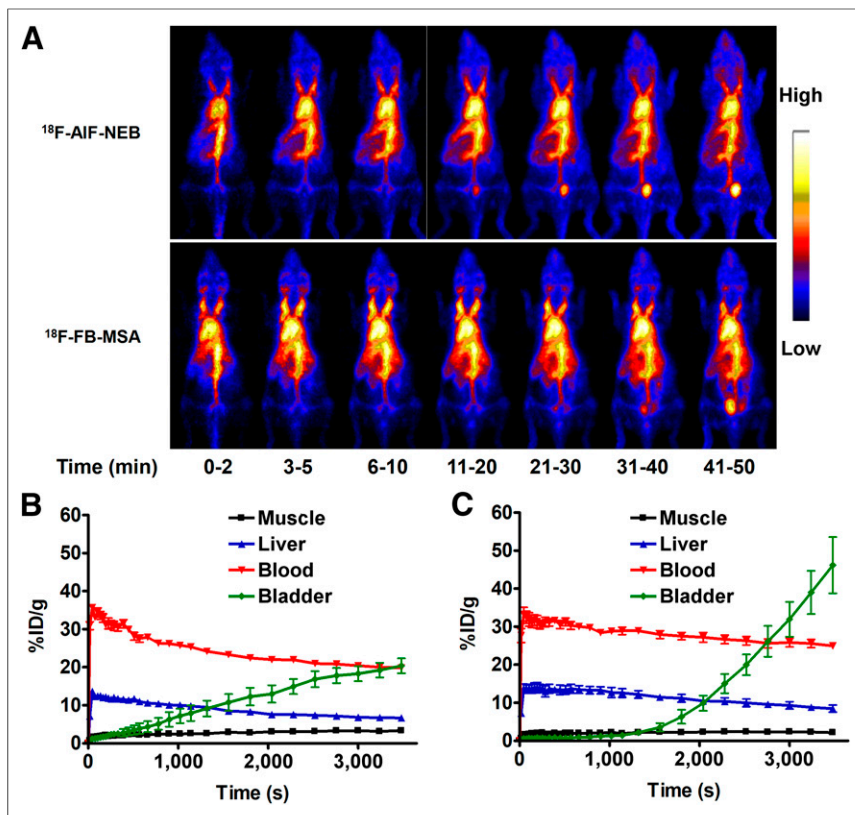 A
¹⁸F-AlF-NEB
High
¹⁸F-FB-MSA
Low
Time (min) 0-2 3-5 6-10 11-20 21-30 31-40 41-50
B
60
50
40
30
20
10
0
%ID/g
Muscle
Liver
Blood
Bladder
0 1,000 2,000 3,000
Time (s)
C
60
50
40
30
20
10
0
%ID/g
Muscle
Liver
Blood
Bladder
0 1,000 2,000 3,000
Time (s)